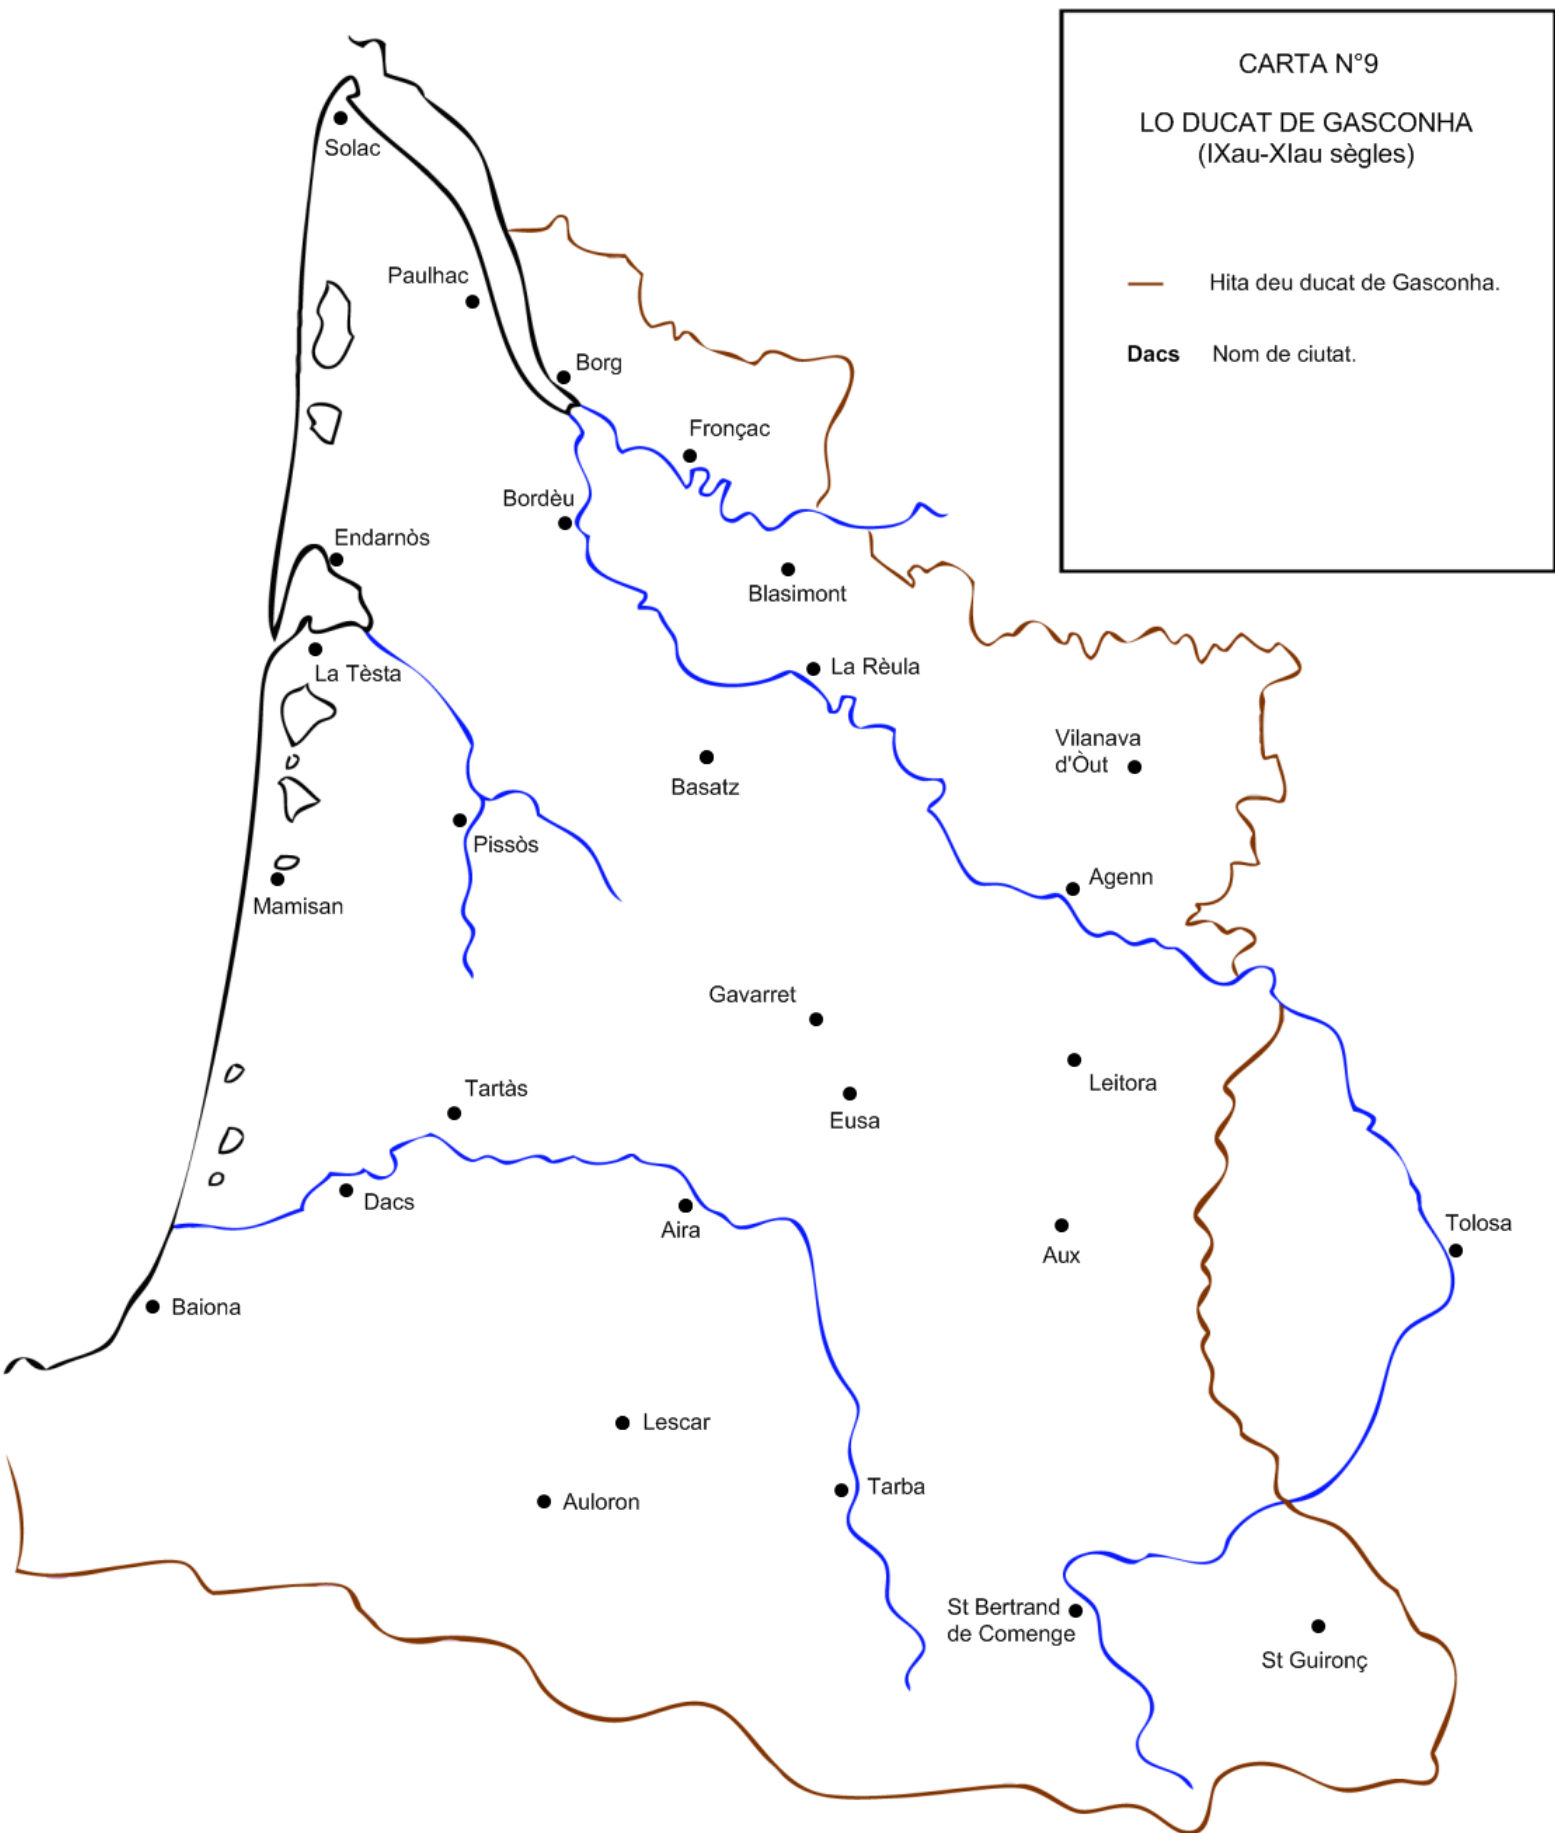 CARTA N°9
LO DUCAT DE GASCONHA
(IXau-XIau sègles)
Hita deu ducat de Gasconha.
Dacs Nom de ciutat.
Solac
Paulhac
Borg
Fronçac
Bordèu
Endarnòs
Blasimont
La Tèsta
La Rèula
Vilanava
d'Òut
Basatz
Pissòs
Agenn
Mamisan
Gavarret
Leitora
Tartàs
Eusa
Dacs
Aira
Aux
Tolosa
Baiona
Lescar
Tarba
Auloron
St Bertrand
de Comenge
St Guironç